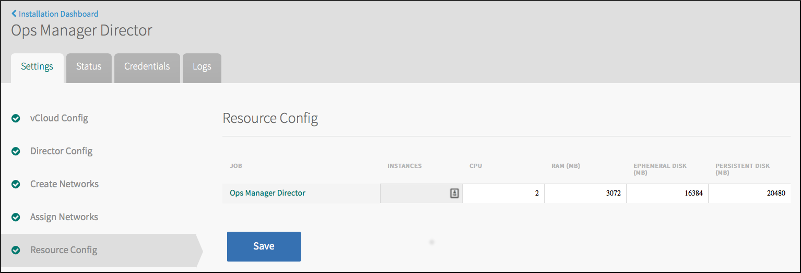 Installation Dashboard
Ops Manager Director
Settings Status Credentials Logs
vCloud Config
Director Config
Create Networks
Assign Networks
Resource Config
Resource Config
JOB INSTANCES CPU RAM (MB) EPHEMERAL DISK (MB) PERSISTENT DISK (MB)
Ops Manager Director 2 3072 16384 20480
Save